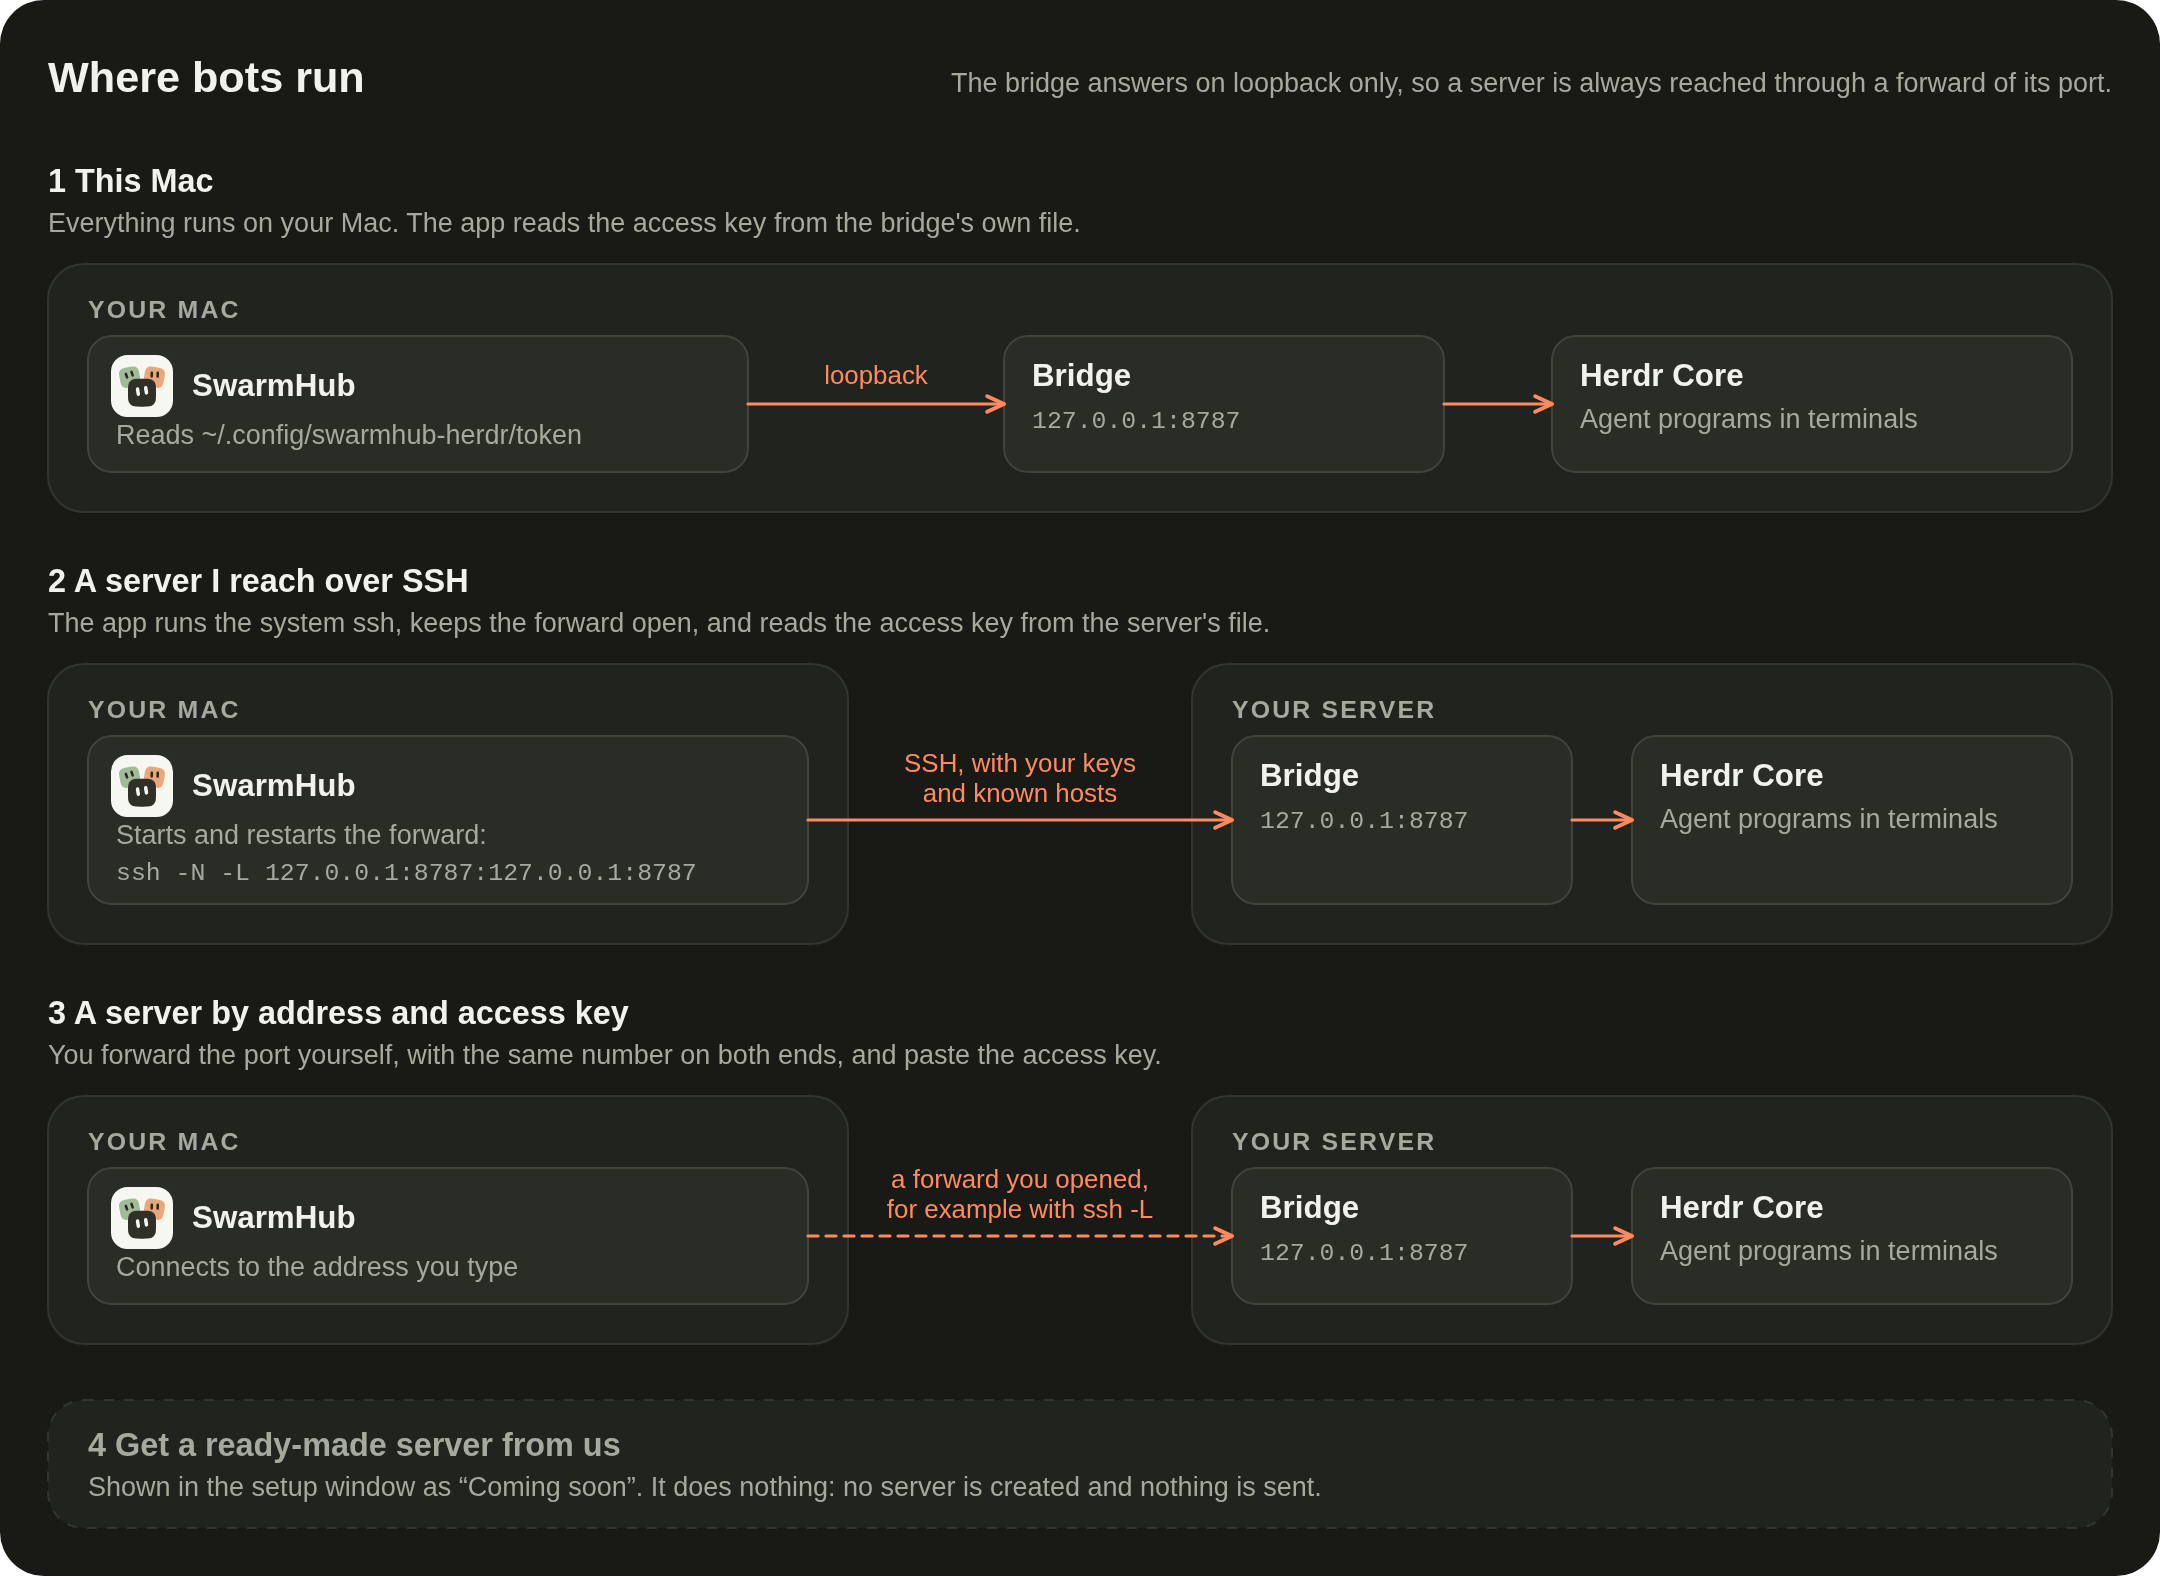 Where bots run
The bridge answers on loopback only, so a server is always reached through a forward of its port.
1 This Mac
Everything runs on your Mac. The app reads the access key from the bridge's own file.
YOUR MAC
SwarmHub
Reads ~/.config/swarmhub-herdr/token
loopback
Bridge
127.0.0.1:8787
Herdr Core
Agent programs in terminals
2 A server I reach over SSH
The app runs the system ssh, keeps the forward open, and reads the access key from the server's file.
YOUR MAC
SwarmHub
Starts and restarts the forward:
ssh -N -L 127.0.0.1:8787:127.0.0.1:8787
SSH, with your keys
and known hosts
YOUR SERVER
Bridge
127.0.0.1:8787
Herdr Core
Agent programs in terminals
3 A server by address and access key
You forward the port yourself, with the same number on both ends, and paste the access key.
YOUR MAC
SwarmHub
Connects to the address you type
a forward you opened,
for example with ssh -L
YOUR SERVER
Bridge
127.0.0.1:8787
Herdr Core
Agent programs in terminals
4 Get a ready-made server from us
Shown in the setup window as “Coming soon”. It does nothing: no server is created and nothing is sent.